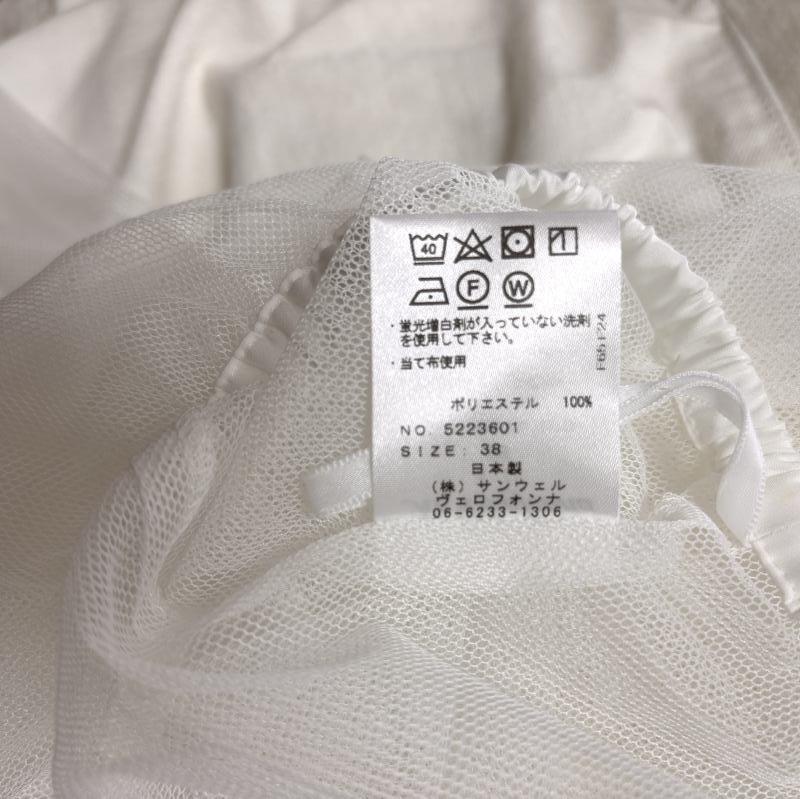 40
F
W
・蛍光増白剤が入っていない洗剤
を使用して下さい。
・当て布使用
ポリエステル 100%
NO. 5223601
SIZE: 38
日本製
(株) サンウェル
ヴェロフォンナ
06-6233-1306